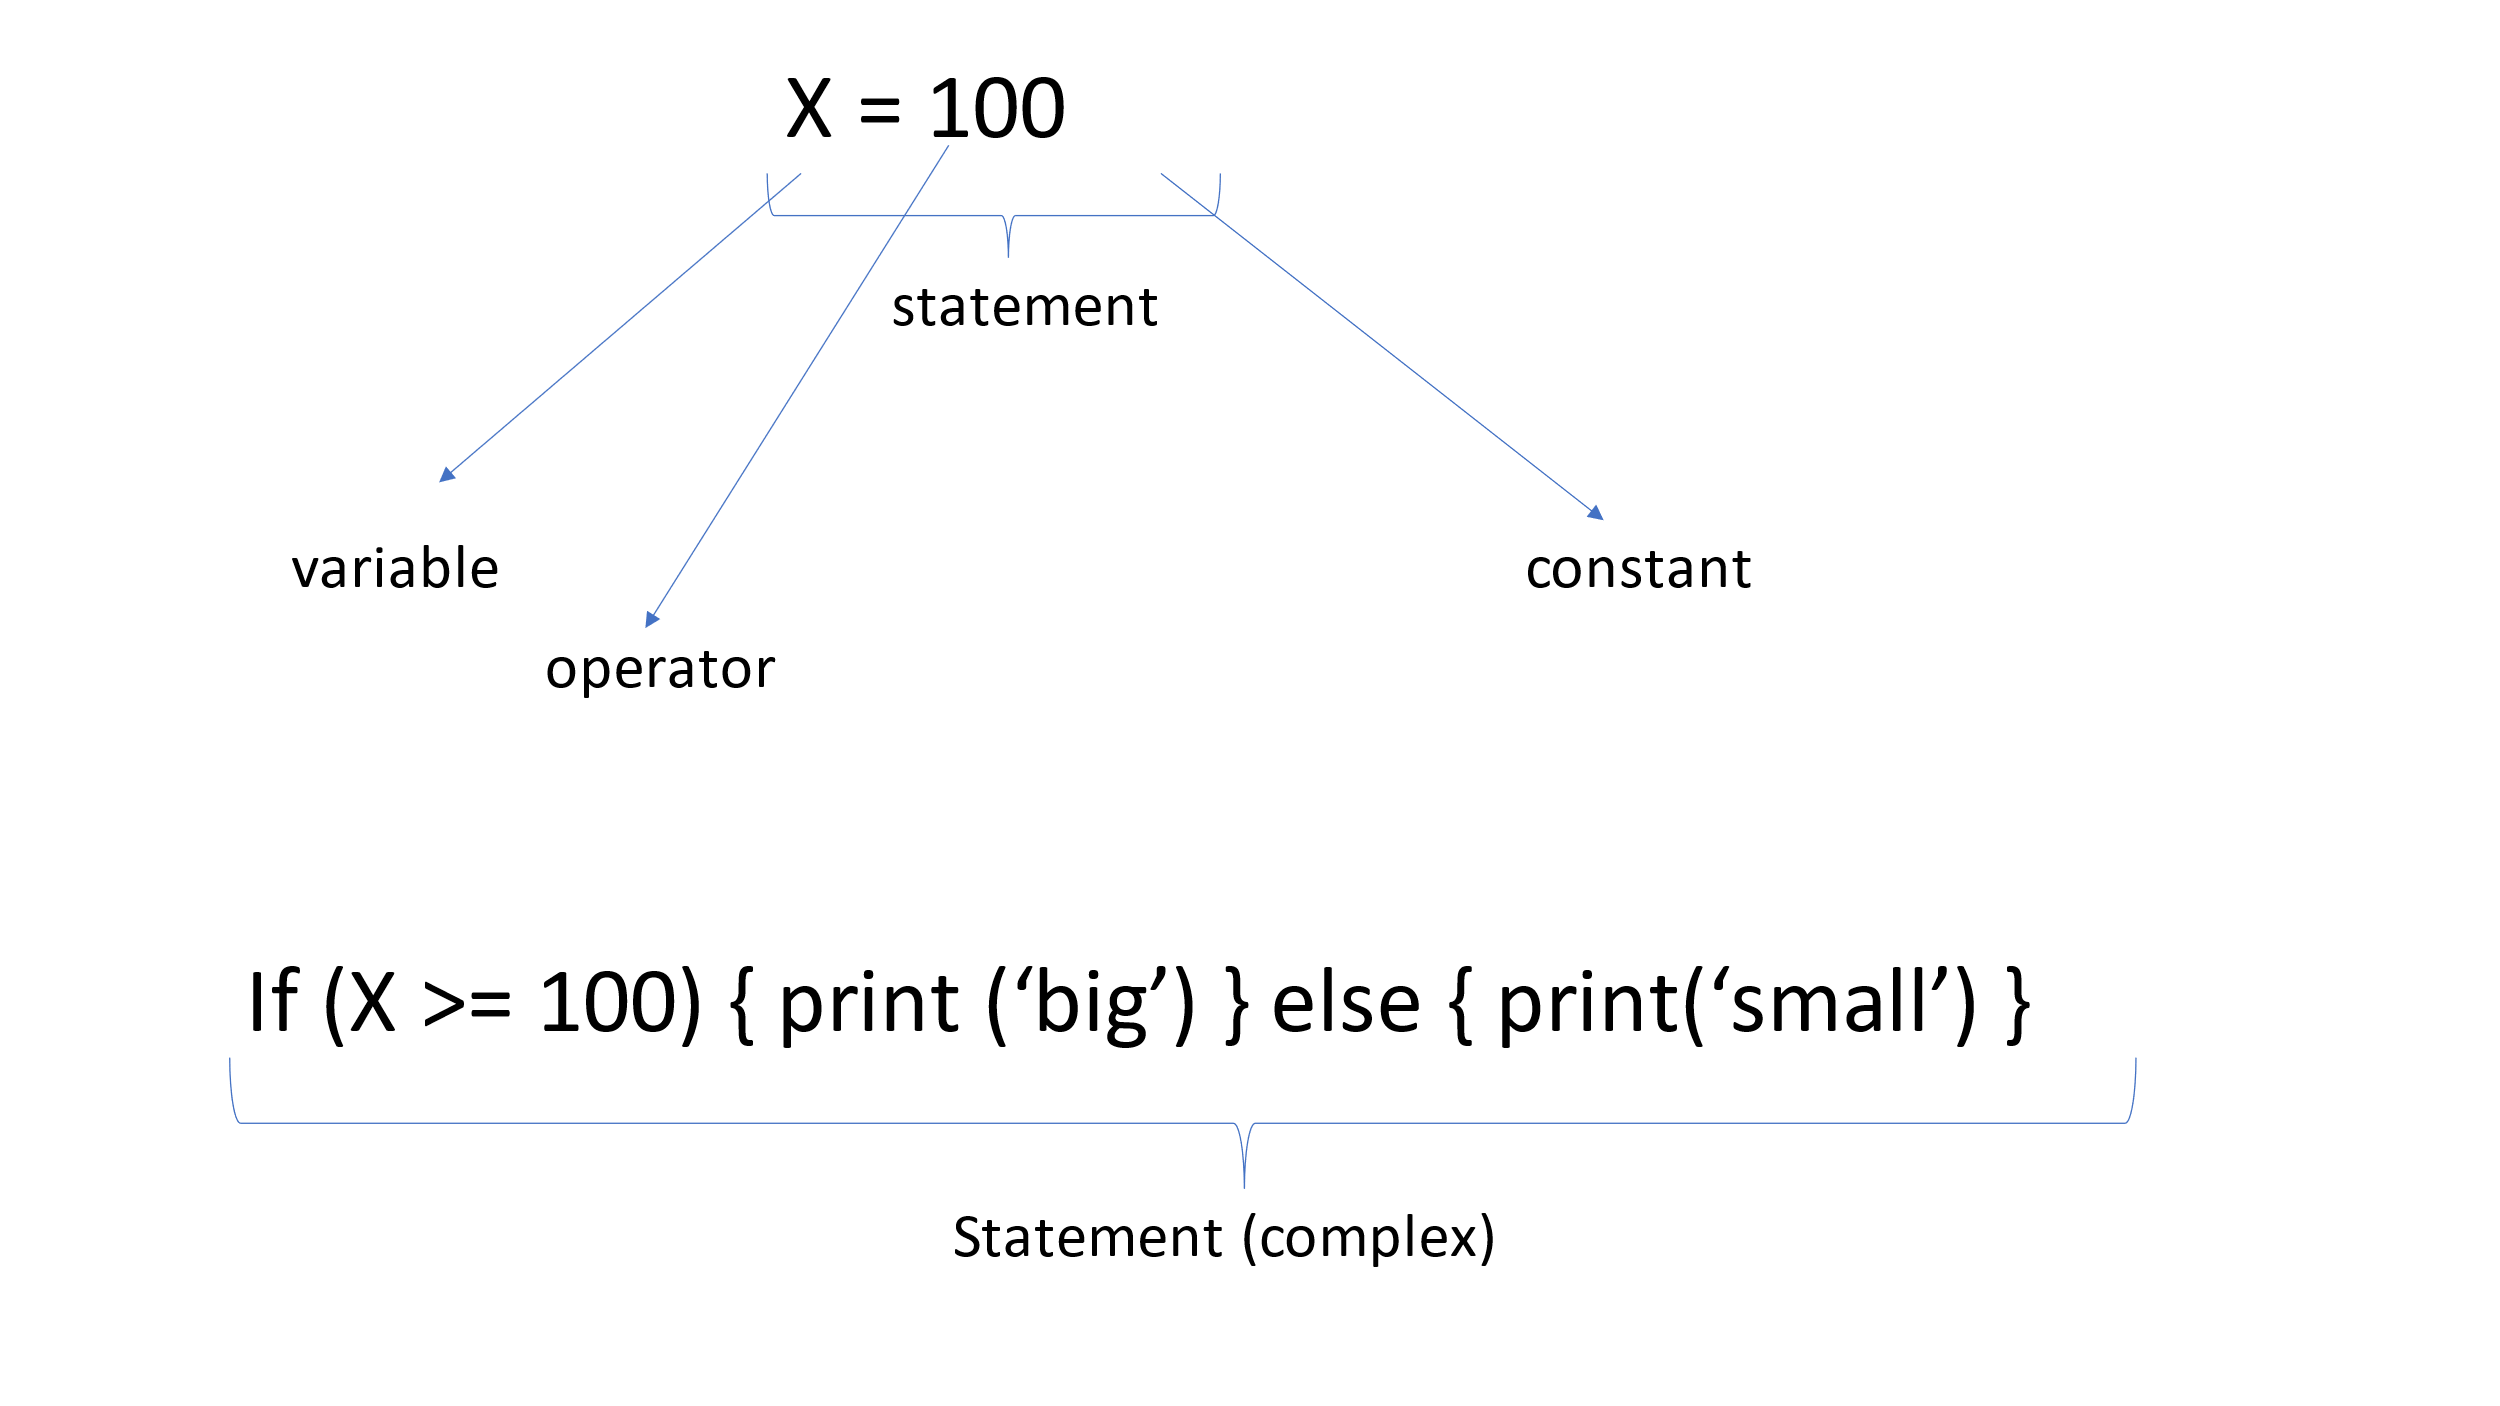 X = 100
statement
variable
constant
operator
If (X >= 100) { print (‘big’) } else { print(‘small’) }
Statement (complex)